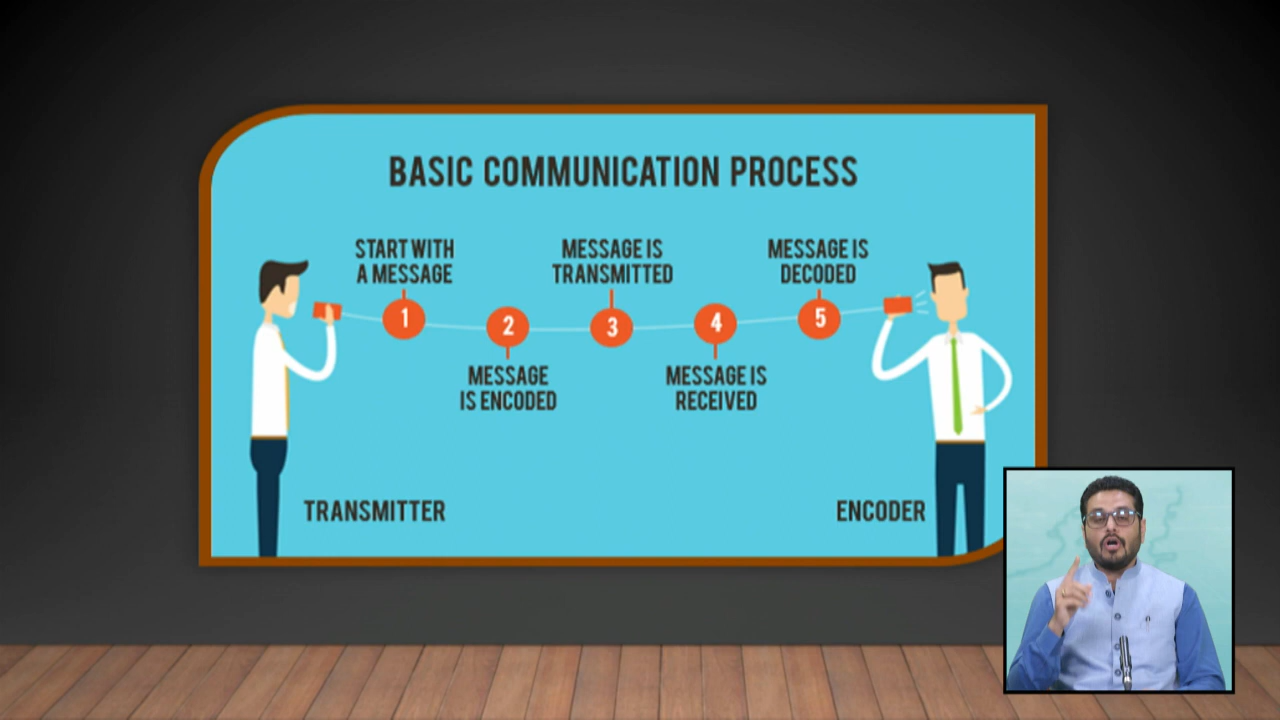 BASIC COMMUNICATION PROCESS
START WITH
A MESSAGE
MESSAGE IS
TRANSMITTED
MESSAGE IS
DECODED
1
2
3
4
5
MESSAGE
IS ENCODED
MESSAGE IS
RECEIVED
TRANSMITTER
ENCODER